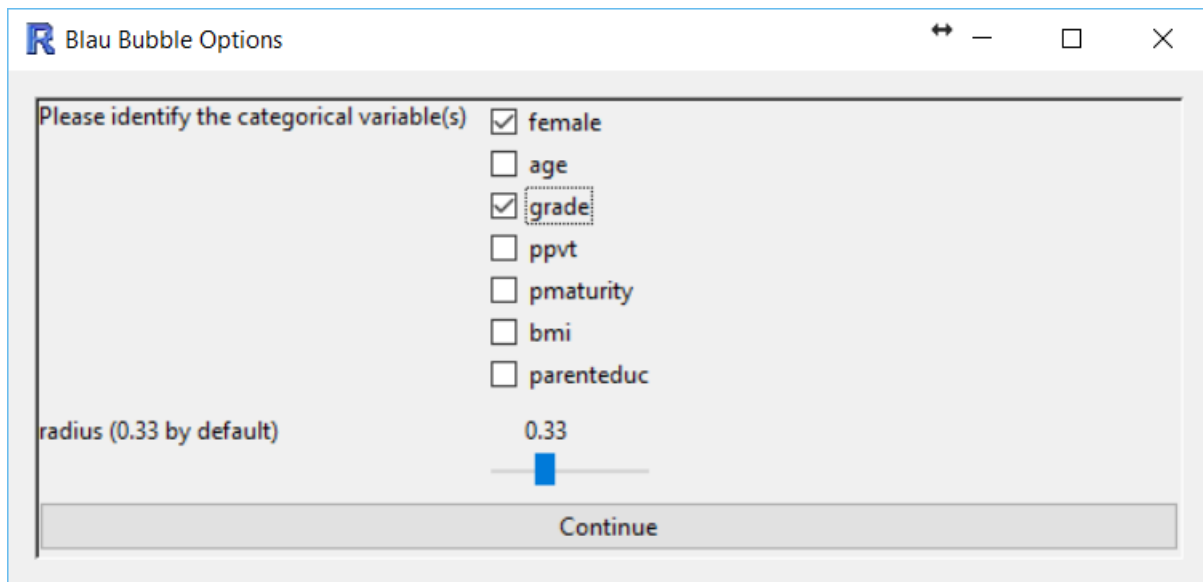 Blau Bubble Options
Please identify the categorical variable(s)
female
age
grade
ppvt
pmaturity
bmi
parenteduc
radius (0.33 by default)
0.33
Continue